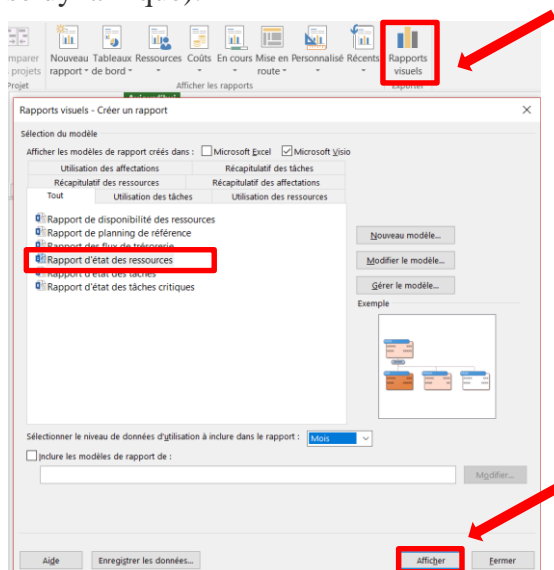 se dynamique).
mparer Nouveau Tableaux Ressources Coûts En cours Mise en Personnalisé Récents Rapports
projets rapport de bord route visuels
Projet Afficher les rapports Exporter
Rapports visuels - Créer un rapport
Sélection du modèle
Afficher les modèles de rapport créés dans : Microsoft Excel Microsoft Visio
Utilisation des affectations Récapitulatif des tâches
Récapitulatif des ressources Récapitulatif des affectations
Tout Utilisation des tâches Utilisation des ressources
Rapport de disponibilité des ressources
Rapport de planning de référence
Rapport des flux de trésorerie
Rapport d'état des ressources
Rapport d'état des tâches
Rapport d'état des tâches critiques
Nouveau modèle...
Modifier le modèle...
Gérer le modèle...
Exemple
Sélectionner le niveau de données d'utilisation à inclure dans le rapport : Mois
Inclure les modèles de rapport de :
Modifier...
Aide Enregistrer les données... Afficher Fermer